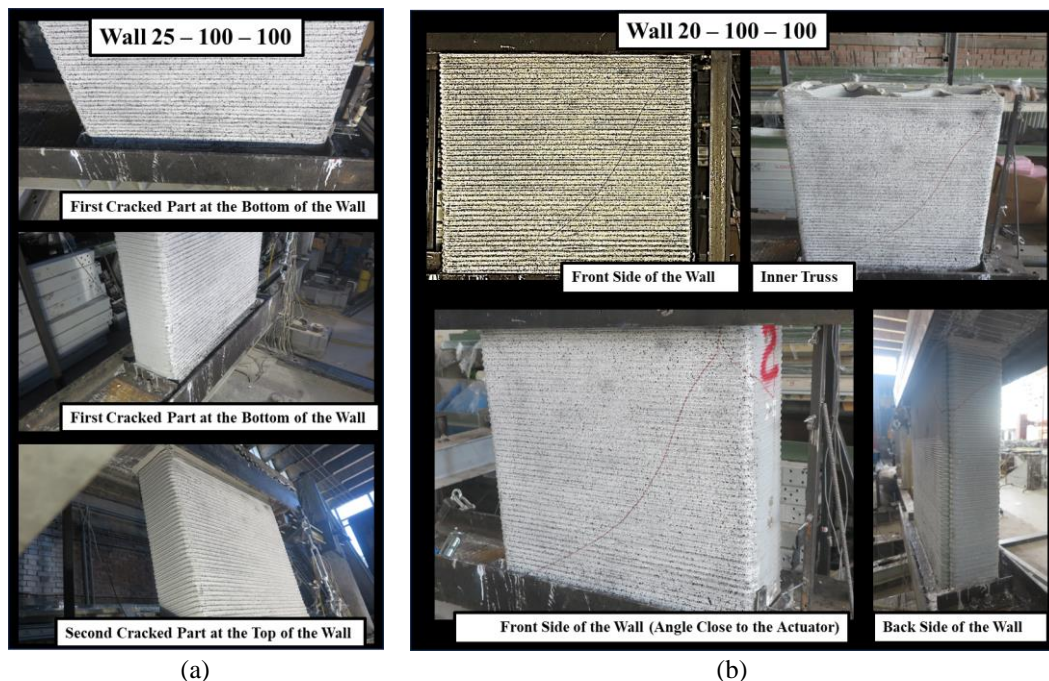 Wall 25 – 100 – 100
First Cracked Part at the Bottom of the Wall
First Cracked Part at the Bottom of the Wall
Second Cracked Part at the Top of the Wall
(a)
Wall 20 – 100 – 100
Front Side of the Wall
Inner Truss
2
Front Side of the Wall (Angle Close to the Actuator)
Back Side of the Wall
(b)